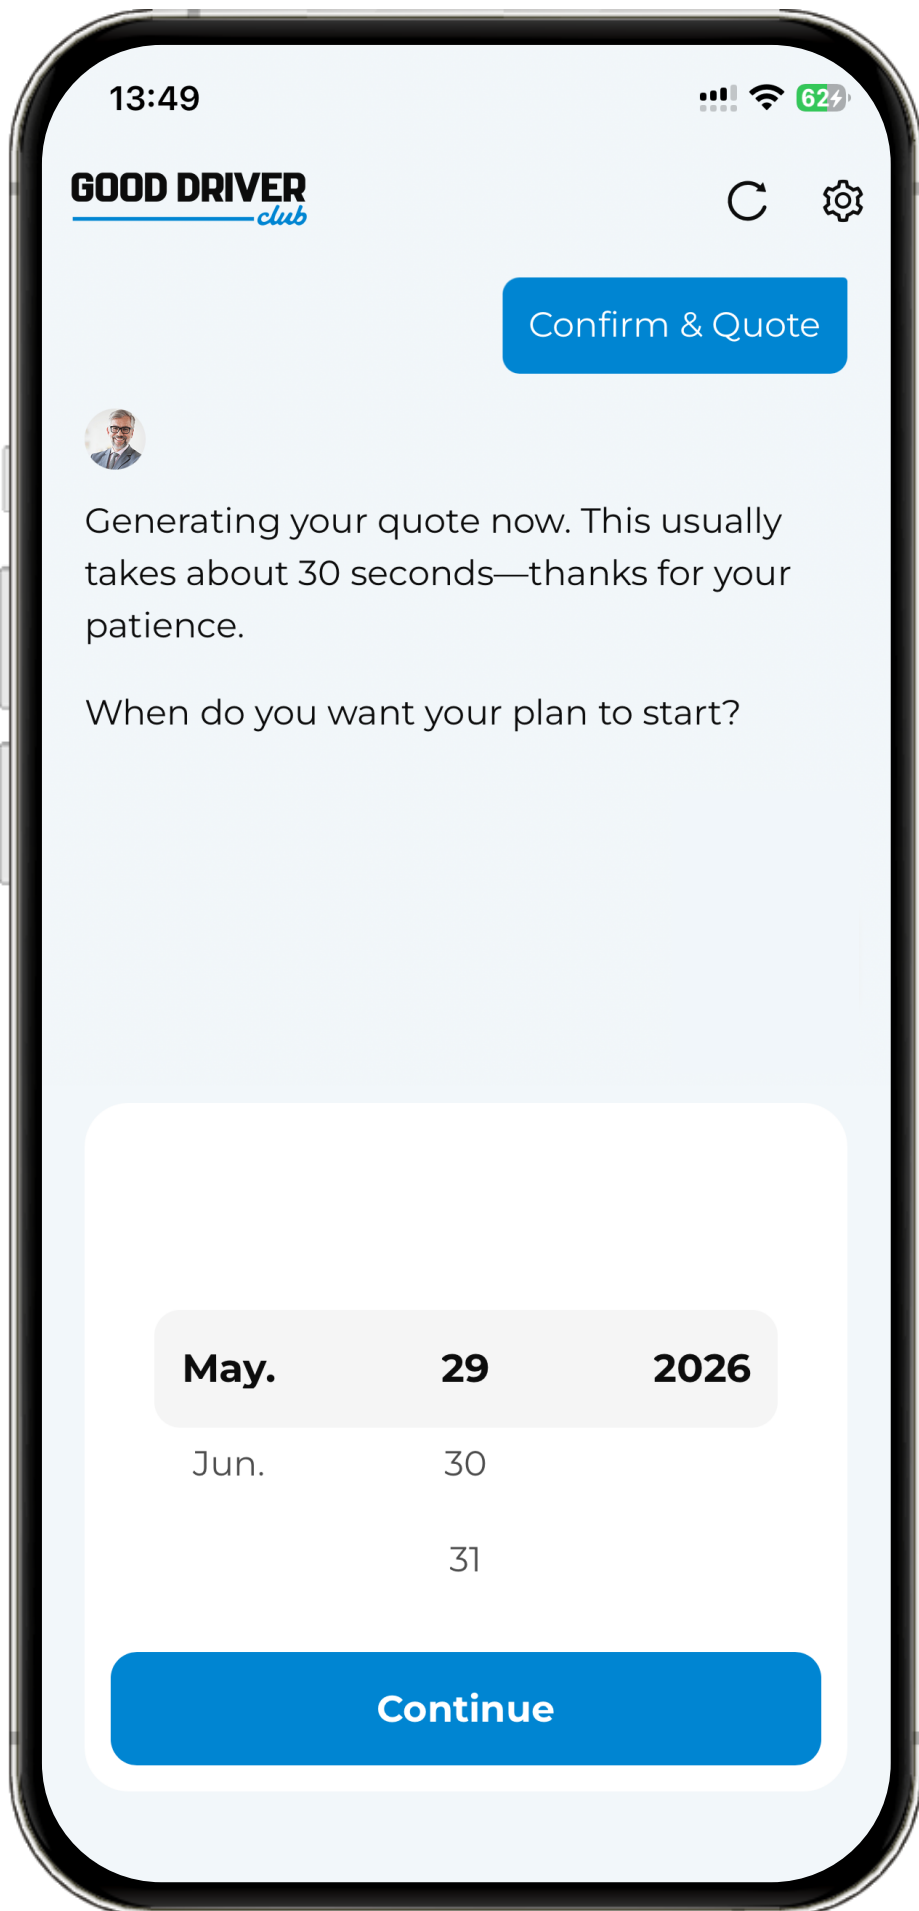 13:49
62
GOOD DRIVER
club
Confirm & Quote
Generating your quote now. This usually
takes about 30 seconds—thanks for your
patience.
When do you want your plan to start?
May. 29 2026
Jun. 30
31
Continue